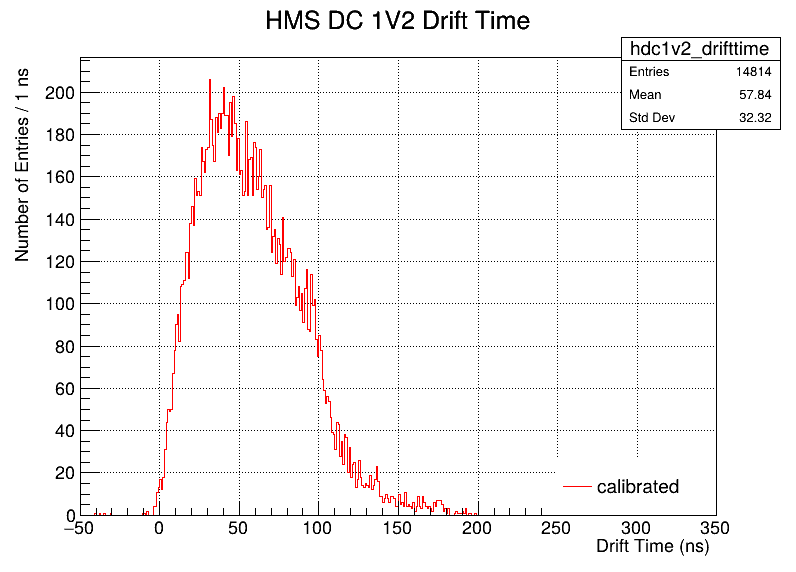 HMS DC 1V2 Drift Time
hdc1v2_drifttime
Entries 14814
Mean 57.84
Std Dev 32.32
Number of Entries / 1 ns
200
180
160
140
120
100
80
60
40
20
0
calibrated
−50 0 50 100 150 200 250 300 350
Drift Time (ns)